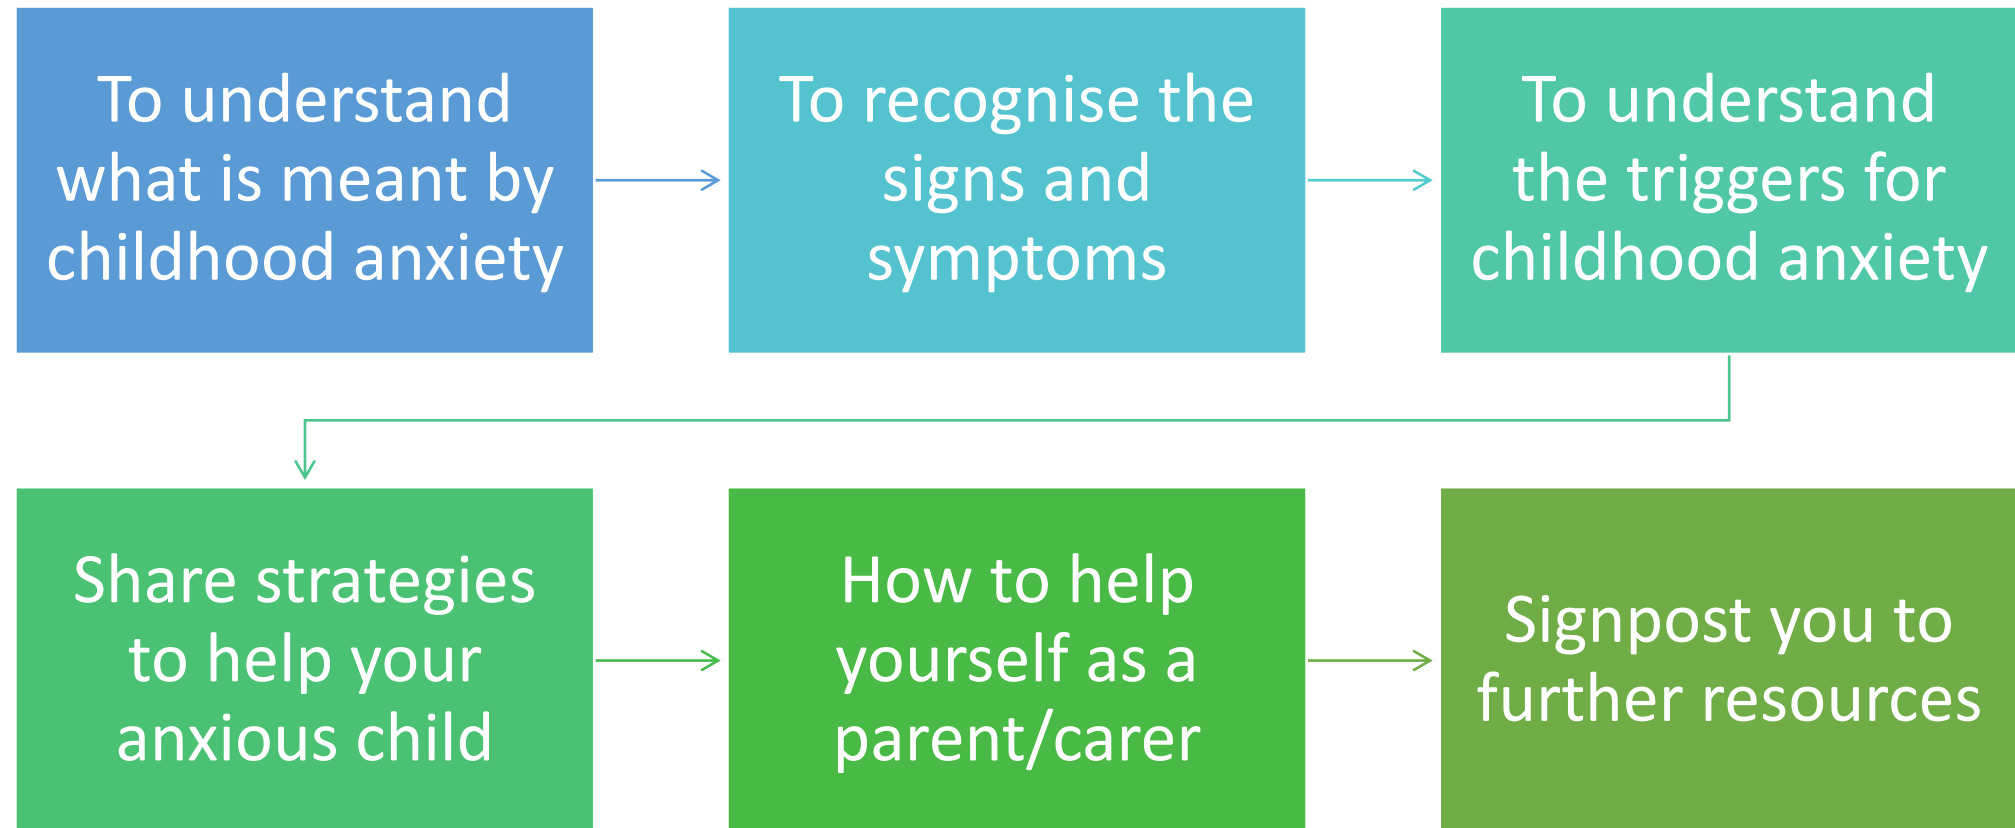 To understand
what is meant by
childhood anxiety
To recognise the
signs and
symptoms
To understand
the triggers for
childhood anxiety
Share strategies
to help your
anxious child
How to help
yourself as a
parent/carer
Signpost you to
further resources